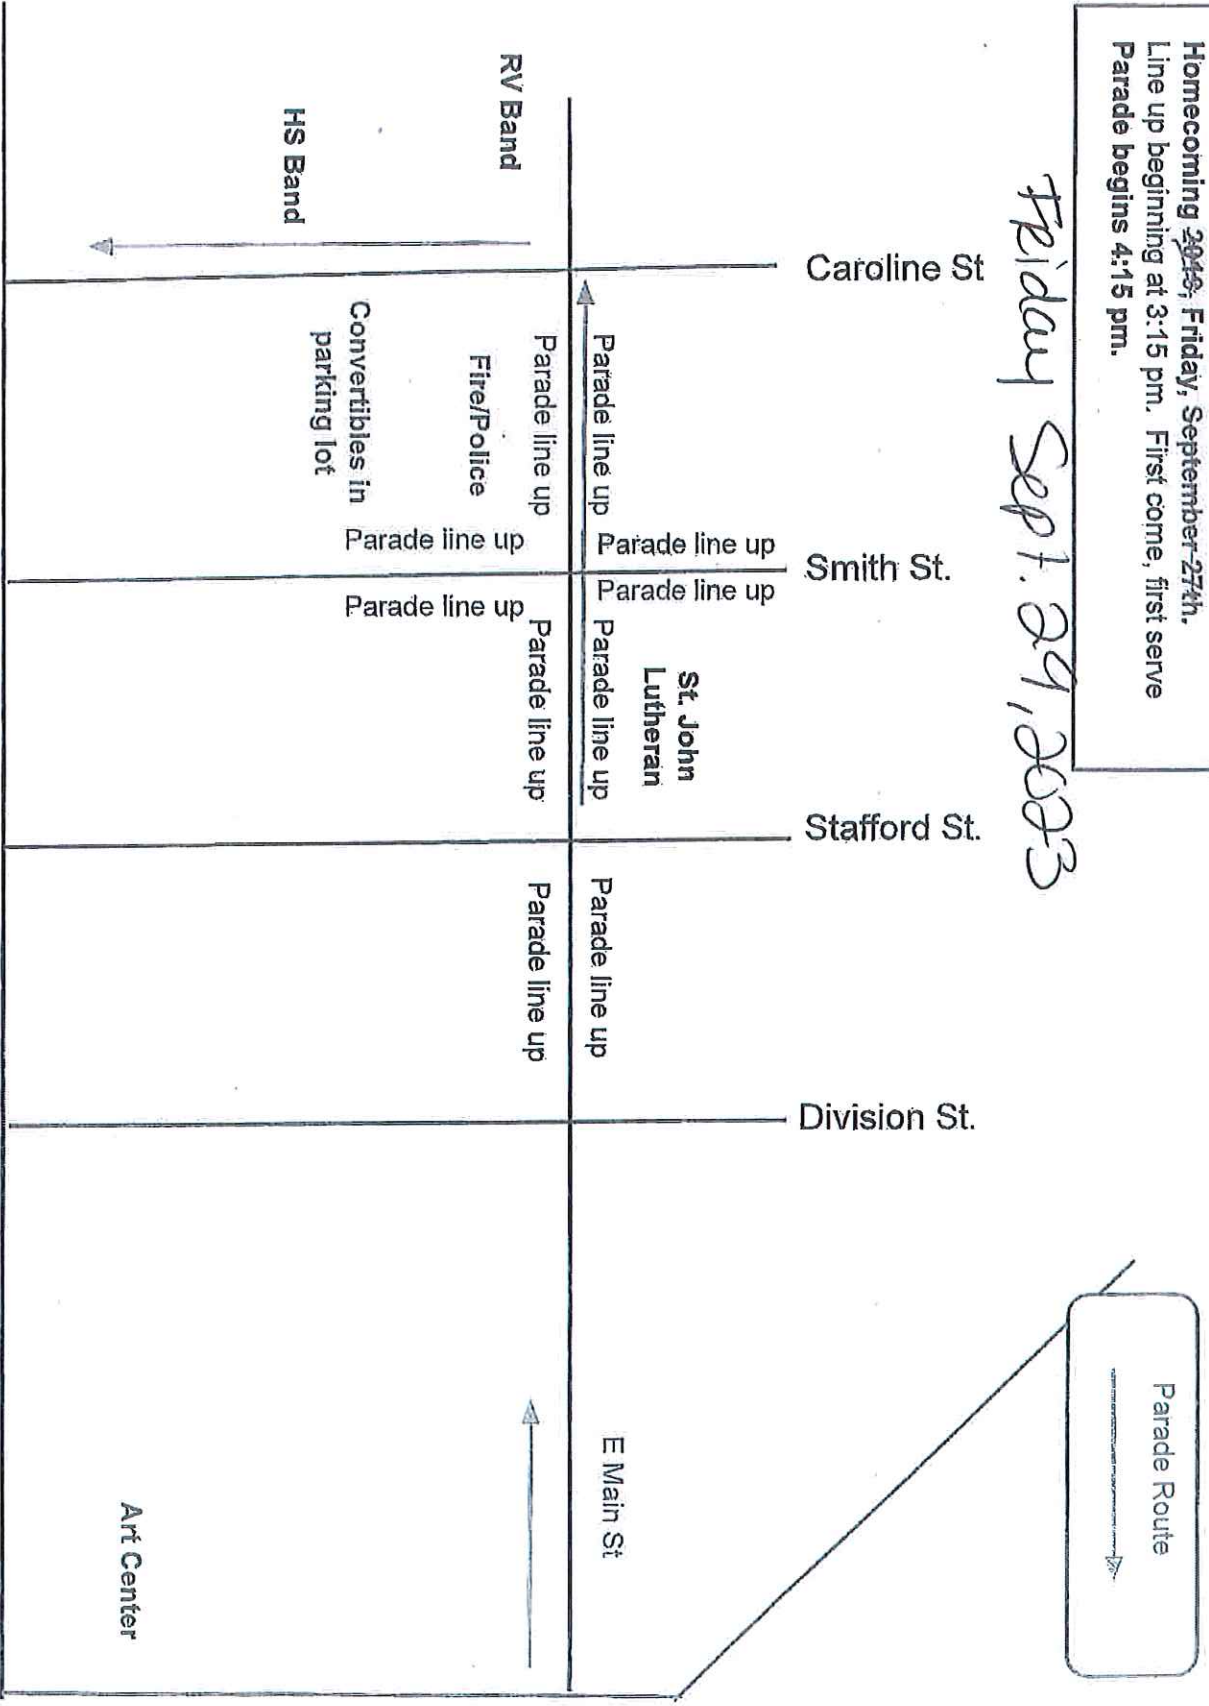 Homecoming 2019, Friday, September 27th.
Line up beginning at 3:15 pm. First come, first serve
Parade begins 4:15 pm.
Friday Sept. 29, 2023
Parade Route
Caroline St
Smith St.
Stafford St.
Division St.
E Main St
St. John
Lutheran
Parade line up
Parade line up
Parade line up
Parade line up
Parade line up
Parade line up
Parade line up
Parade line up
Parade line up
Parade line up
RV Band
Fire/Police
Convertibles in
parking lot
HS Band
Art Center